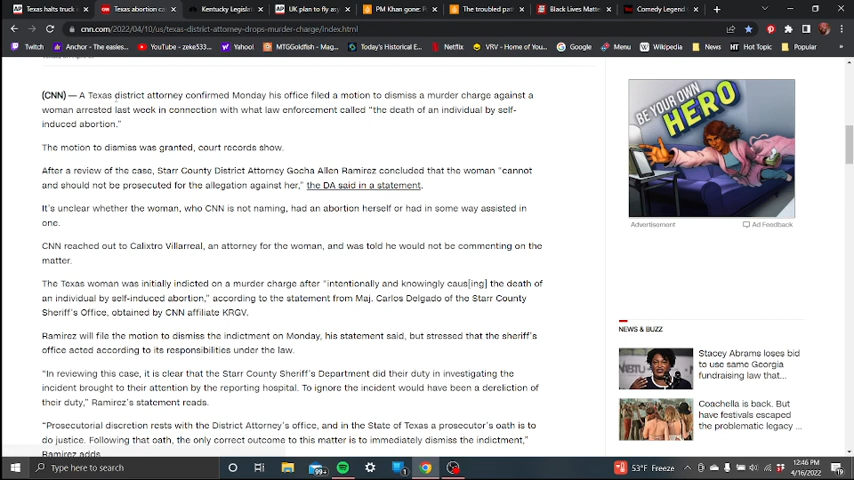 Texas halts truck
Texas abortion ca
Kentucky Legislat
UK plan to fly asy
PM Khan gone: F
The troubled pat
Black Lives Matte
Comedy Legend
cnn.com/2022/04/10/us/texas-district-attorney-drops-murder-charge/index.html
Twitch
Anchor - The easies...
YouTube - zeke533...
Yahoo
MTGGoldfish - Mag...
Today's Historical E...
Netflix
VRV - Home of You...
Google
Menu
Wikipedia
News
Hot Topic
Popular
(CNN) — A Texas district attorney confirmed Monday his office filed a motion to dismiss a murder charge against a
woman arrested last week in connection with what law enforcement called “the death of an individual by self-
induced abortion.”
The motion to dismiss was granted, court records show.
After a review of the case, Starr County District Attorney Gocha Allen Ramirez concluded that the woman “cannot
and should not be prosecuted for the allegation against her,” the DA said in a statement.
It’s unclear whether the woman, who CNN is not naming, had an abortion herself or had in some way assisted in
one.
CNN reached out to Calixtro Villarreal, an attorney for the woman, and was told he would not be commenting on the
matter.
The Texas woman was initially indicted on a murder charge after “intentionally and knowingly caus[ing] the death of
an individual by self-induced abortion,” according to the statement from Maj. Carlos Delgado of the Starr County
Sheriff’s Office, obtained by CNN affiliate KRGV.
Ramirez will file the motion to dismiss the indictment on Monday, his statement said, but stressed that the sheriff’s
office acted according to its responsibilities under the law.
“In reviewing this case, it is clear that the Starr County Sheriff’s Department did their duty in investigating the
incident brought to their attention by the reporting hospital. To ignore the incident would have been a dereliction of
their duty,” Ramirez’s statement reads.
“Prosecutorial discretion rests with the District Attorney’s office, and in the State of Texas a prosecutor’s oath is to
do justice. Following that oath, the only correct outcome to this matter is to immediately dismiss the indictment,”
Ramirez adds.
BE YOUR OWN
HERO
Advertisement
Ad Feedback
NEWS & BUZZ
Stacey Abrams loses bid
to use same Georgia
fundraising law that...
Coachella is Back. But
have festivals escaped
the problematic legacy ...
Type here to search
99+
53°F Freeze
12:46 PM
4/16/2022
19